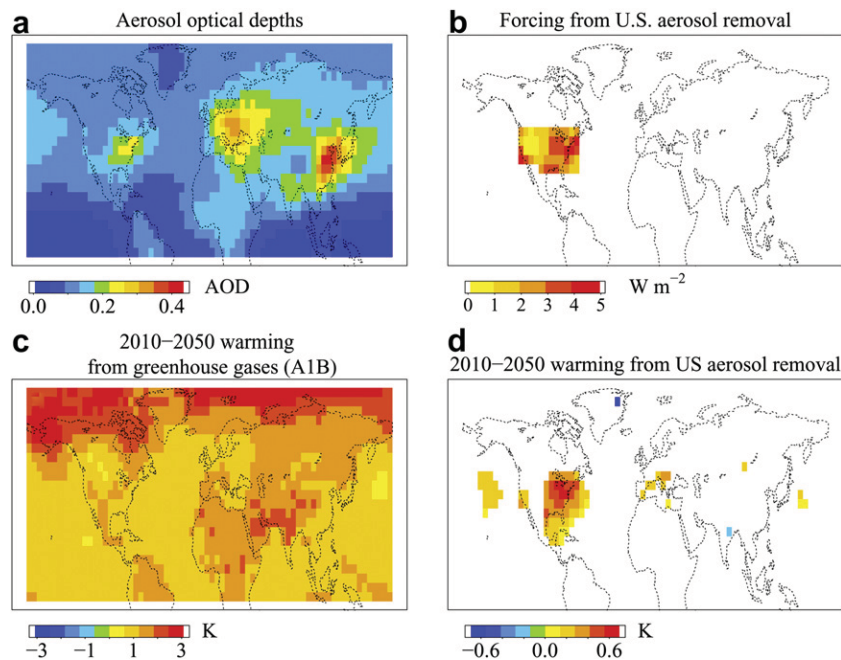 a
Aerosol optical depths
0.0 0.2 0.4
AOD
b
Forcing from U.S. aerosol removal
0 1 2 3 4 5
W m⁻²
c
2010−2050 warming
from greenhouse gases (A1B)
−3 −1 1 3
K
d
2010−2050 warming from US aerosol removal
−0.6 0.0 0.6
K